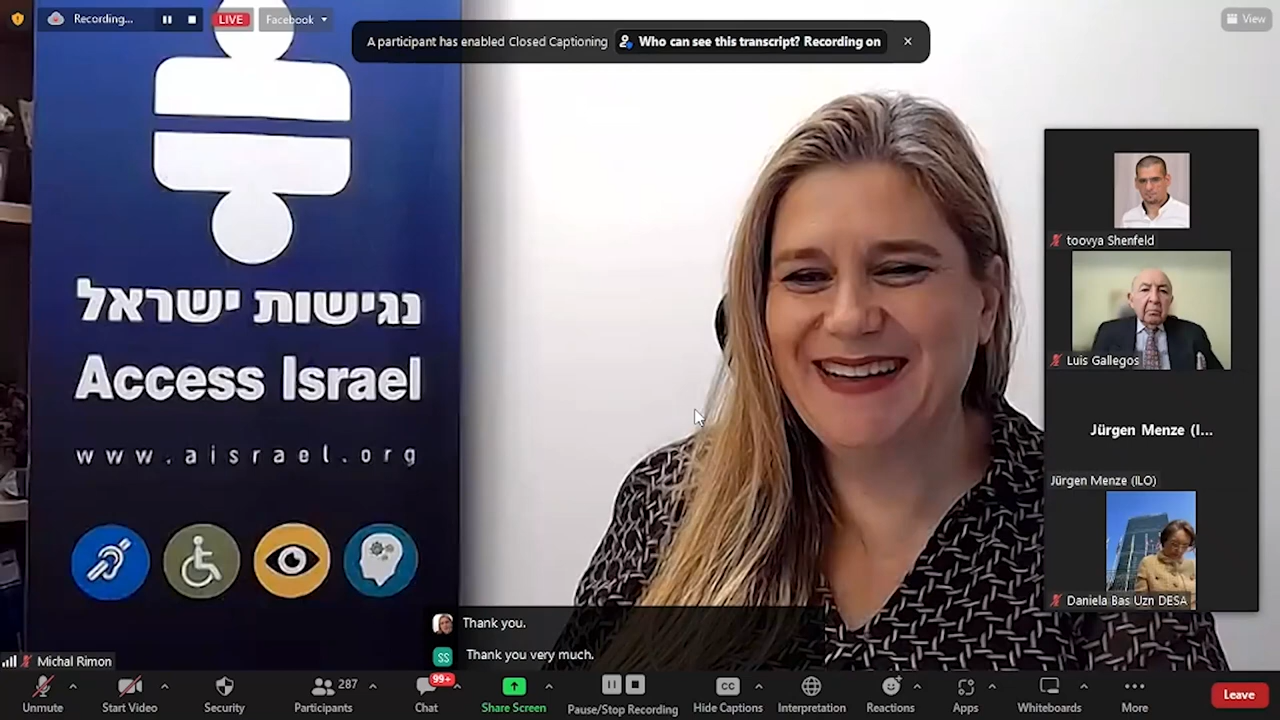 Recording...
LIVE
Facebook
A participant has enabled Closed Captioning
Who can see this transcript? Recording on
View
נגישות ישראל
Access Israel
www.aisrael.org
toovya Shenfeld
Luis Gallegos
Jürgen Menze (I...
Jürgen Menze (ILO)
Daniela Bas Uzn DESA
Thank you.
SS
Thank you very much.
Michal Rimon
Unmute
Start Video
Security
287
Participants
99+
Chat
Share Screen
Pause/Stop Recording
CC
Hide Captions
Interpretation
Reactions
Apps
Whiteboards
More
Leave